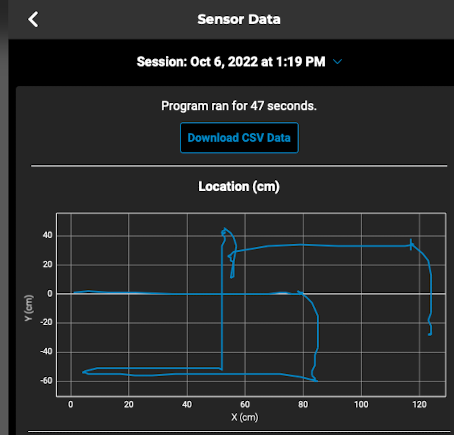 Sensor Data
Session: Oct 6, 2022 at 1:19 PM
Program ran for 47 seconds.
Download CSV Data
Location (cm)
40
20
0
-20
-40
-60
Y (cm)
0 20 40 60 80 100 120
X (cm)